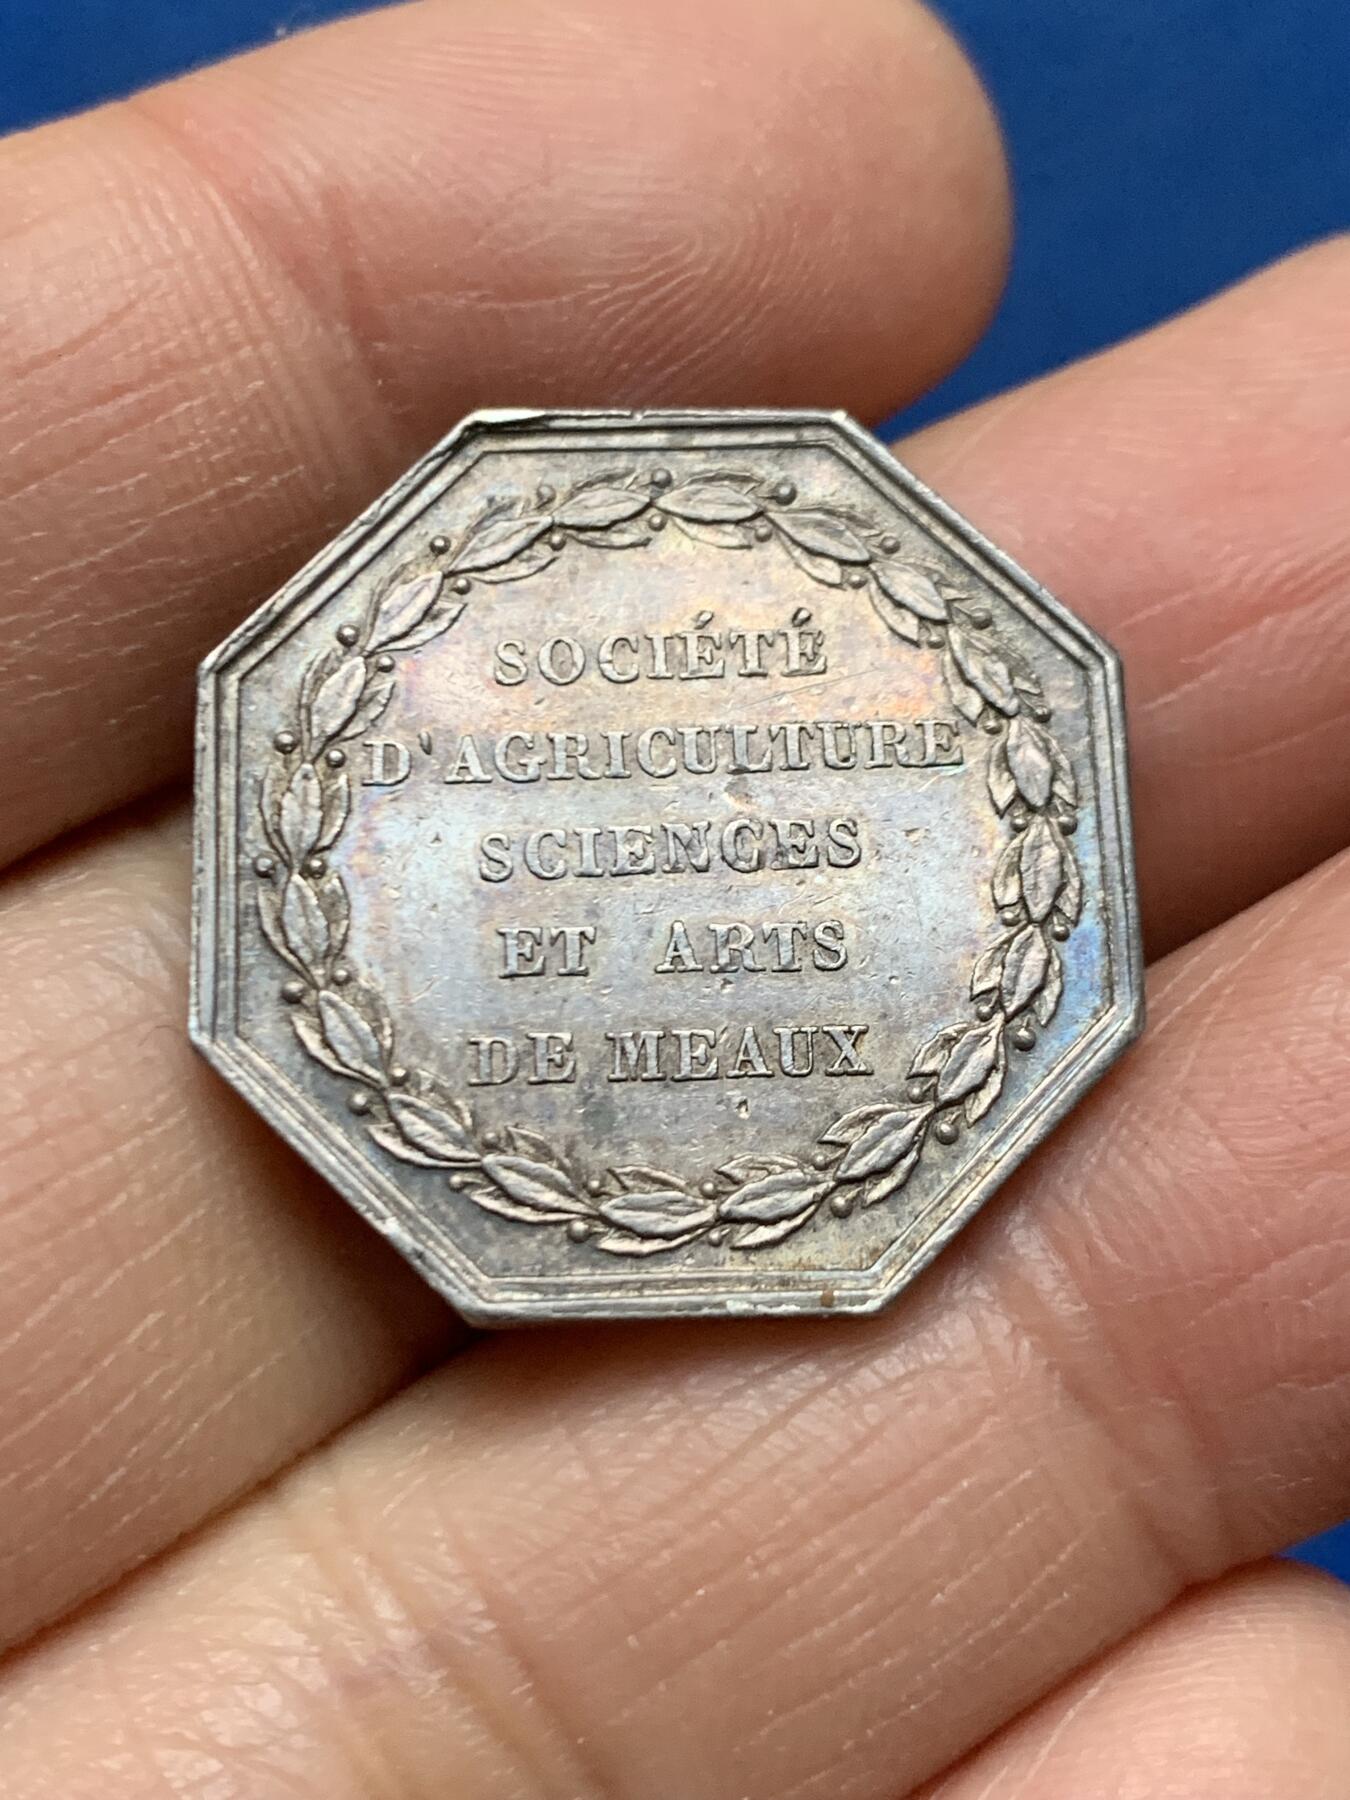 SOCIÉTÉ
D'AGRICULTURE
SCIENCES
ET ARTS
DE MEAUX